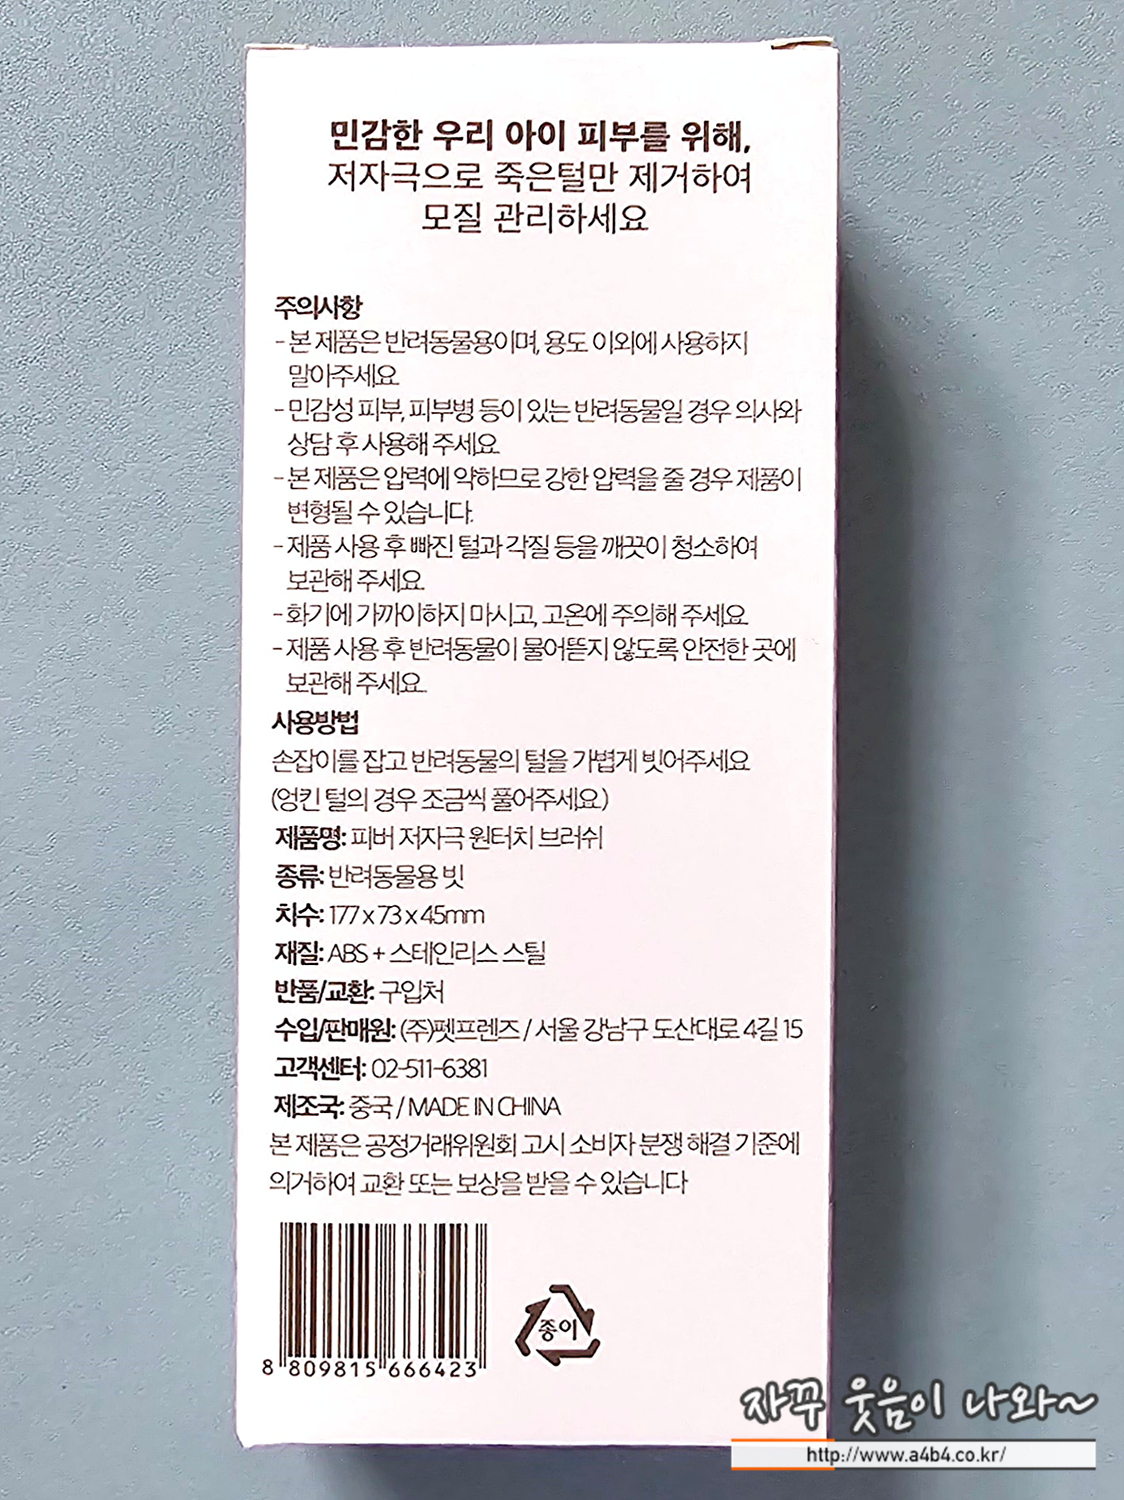 민감한 우리 아이 피부를 위해,
저자극으로 죽은털만 제거하여
모질 관리하세요
주의사항
- 본 제품은 반려동물용이며, 용도 이외에 사용하지
말아주세요.
- 민감성 피부, 피부병 등이 있는 반려동물일 경우 의사와
상담 후 사용해 주세요.
- 본 제품은 압력에 약하므로 강한 압력을 줄 경우 제품이
변형될 수 있습니다.
- 제품 사용 후 빠진 털과 각질 등을 깨끗이 청소하여
보관해 주세요.
- 화기에 가까이하지 마시고, 고온에 주의해 주세요.
- 제품 사용 후 반려동물이 물어뜯지 않도록 안전한 곳에
보관해 주세요.
사용방법
손잡이를 잡고 반려동물의 털을 가볍게 빗어주세요
(엉킨 털의 경우 조금씩 풀어주세요.)
제품명: 피버 저자극 원터치 브러쉬
종류: 반려동물용 빗
치수: 177 x 73 x 45mm
재질: ABS + 스테인리스 스틸
반품/교환: 구입처
수입/판매원: (주)펫프렌즈 / 서울 강남구 도산대로 4길 15
고객센터: 02-511-6381
제조국: 중국 / MADE IN CHINA
본 제품은 공정거래위원회 고시 소비자 분쟁 해결 기준에
의거하여 교환 또는 보상을 받을 수 있습니다
종이
8 809815 666423
자꾸 웃음이 나와~
http://www.a4b4.co.kr/